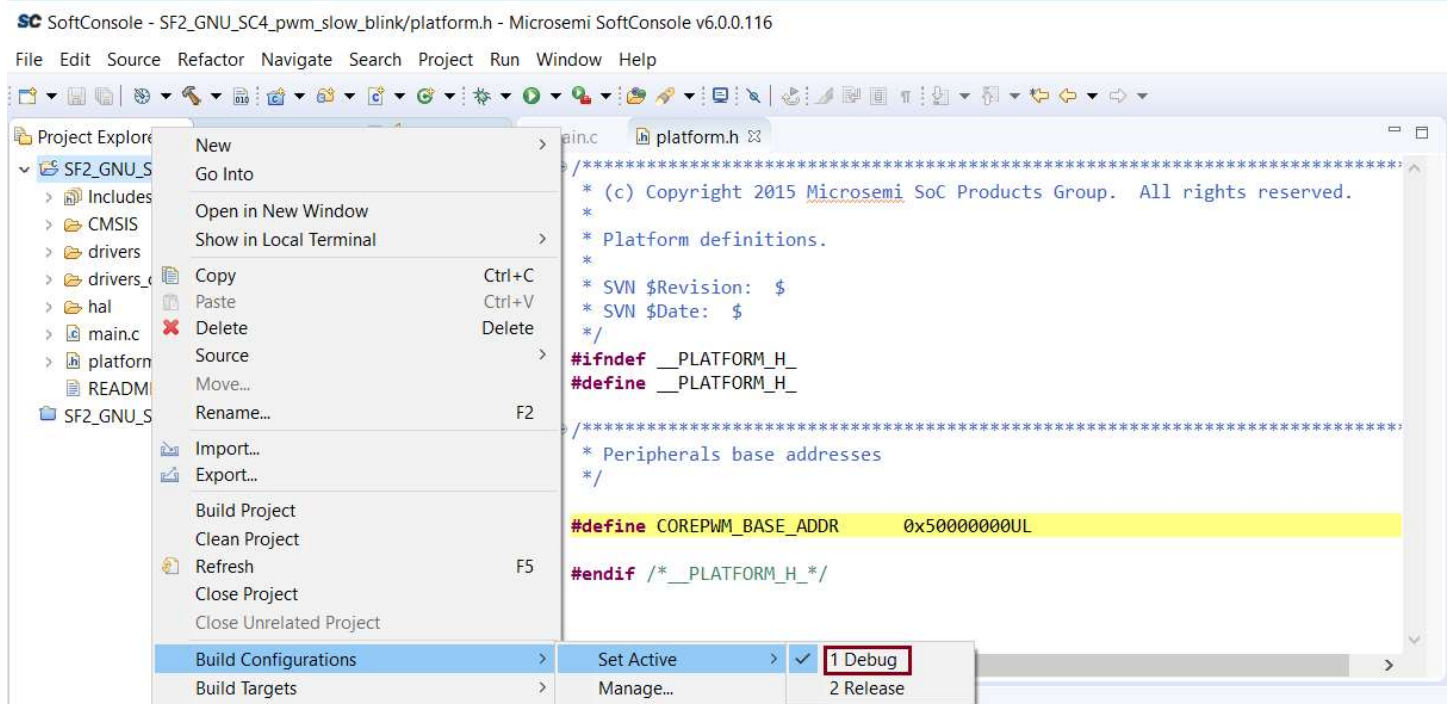 SC SoftConsole - SF2_GNU_SC4_pwm_slow_blink/platform.h - Microsemi SoftConsole v6.0.0.116
File Edit Source Refactor Navigate Search Project Run Window Help
Project Explore
SF2_GNU_S
Includes
CMSIS
drivers
drivers_
hal
main.c
platform
README
SF2_GNU_S
New
Go Into
Open in New Window
Show in Local Terminal
Copy Ctrl+C
Paste Ctrl+V
Delete Delete
Source
Move...
Rename... F2
Import...
Export...
Build Project
Clean Project
Refresh F5
Close Project
Close Unrelated Project
Build Configurations
Build Targets
Set Active
Manage...
1 Debug
2 Release
ain.c platform.h
/******************************************************************************
* (c) Copyright 2015 Microsemi SoC Products Group. All rights reserved.
*
* Platform definitions.
*
* SVN $Revision: $
* SVN $Date: $
*/
#ifndef __PLATFORM_H_
#define __PLATFORM_H_
/******************************************************************************
* Peripherals base addresses
*/
#define COREPWM_BASE_ADDR 0x50000000UL
#endif /*__PLATFORM_H_*/